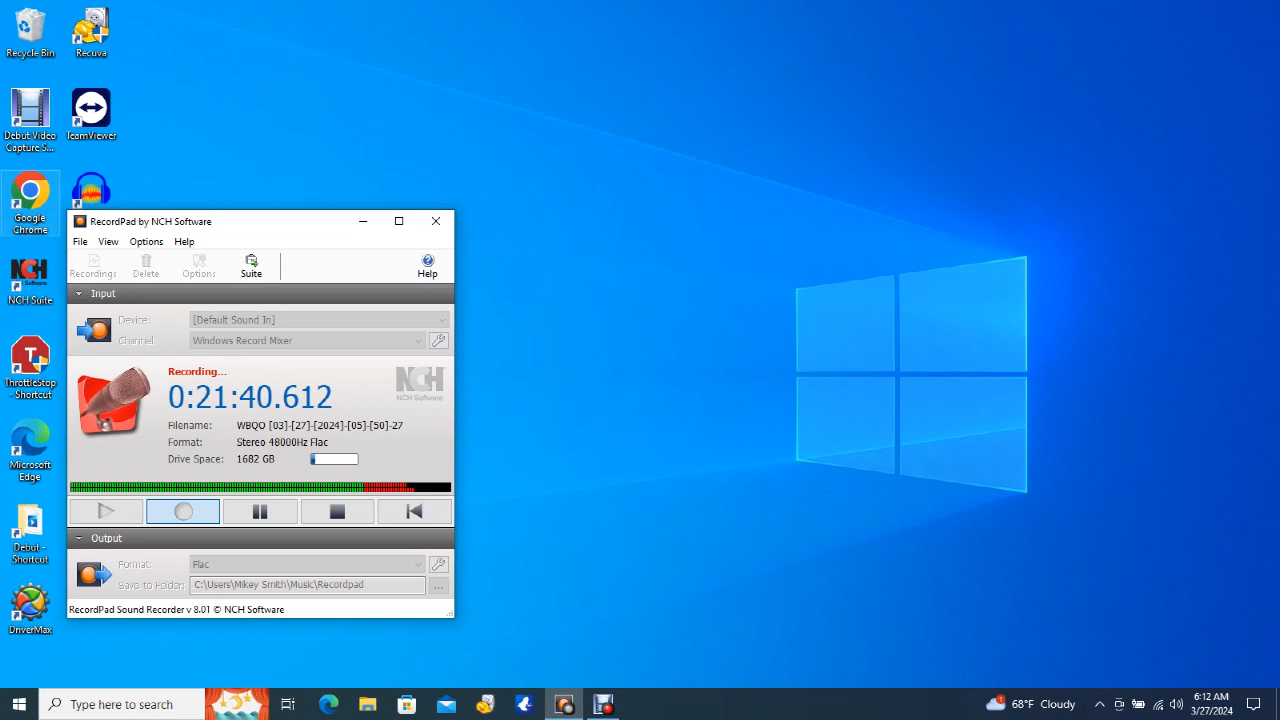 Recycle Bin
Recuva
Debut Video
Capture S...
TeamViewer
Google
Chrome
NCH
Software
NCH Suite
ThrottleStop
- Shortcut
Microsoft
Edge
Debut -
Shortcut
DriverMax
RecordPad by NCH Software
File View Options Help
Recordings Delete Options Suite Help
Input
Device: [Default Sound In]
Channel: Windows Record Mixer
Recording...
0:21:40.612
NCH
NCH Software
Filename: WBQO [03]-[27]-[2024]-[05]-[50]-27
Format: Stereo 48000Hz Flac
Drive Space: 1682 GB
Output
Format: Flac
Save to Folder: C:\Users\Mikey Smith\Music\Recordpad
...
RecordPad Sound Recorder v 8.01 © NCH Software
Type here to search
68°F Cloudy
6:12 AM
3/27/2024